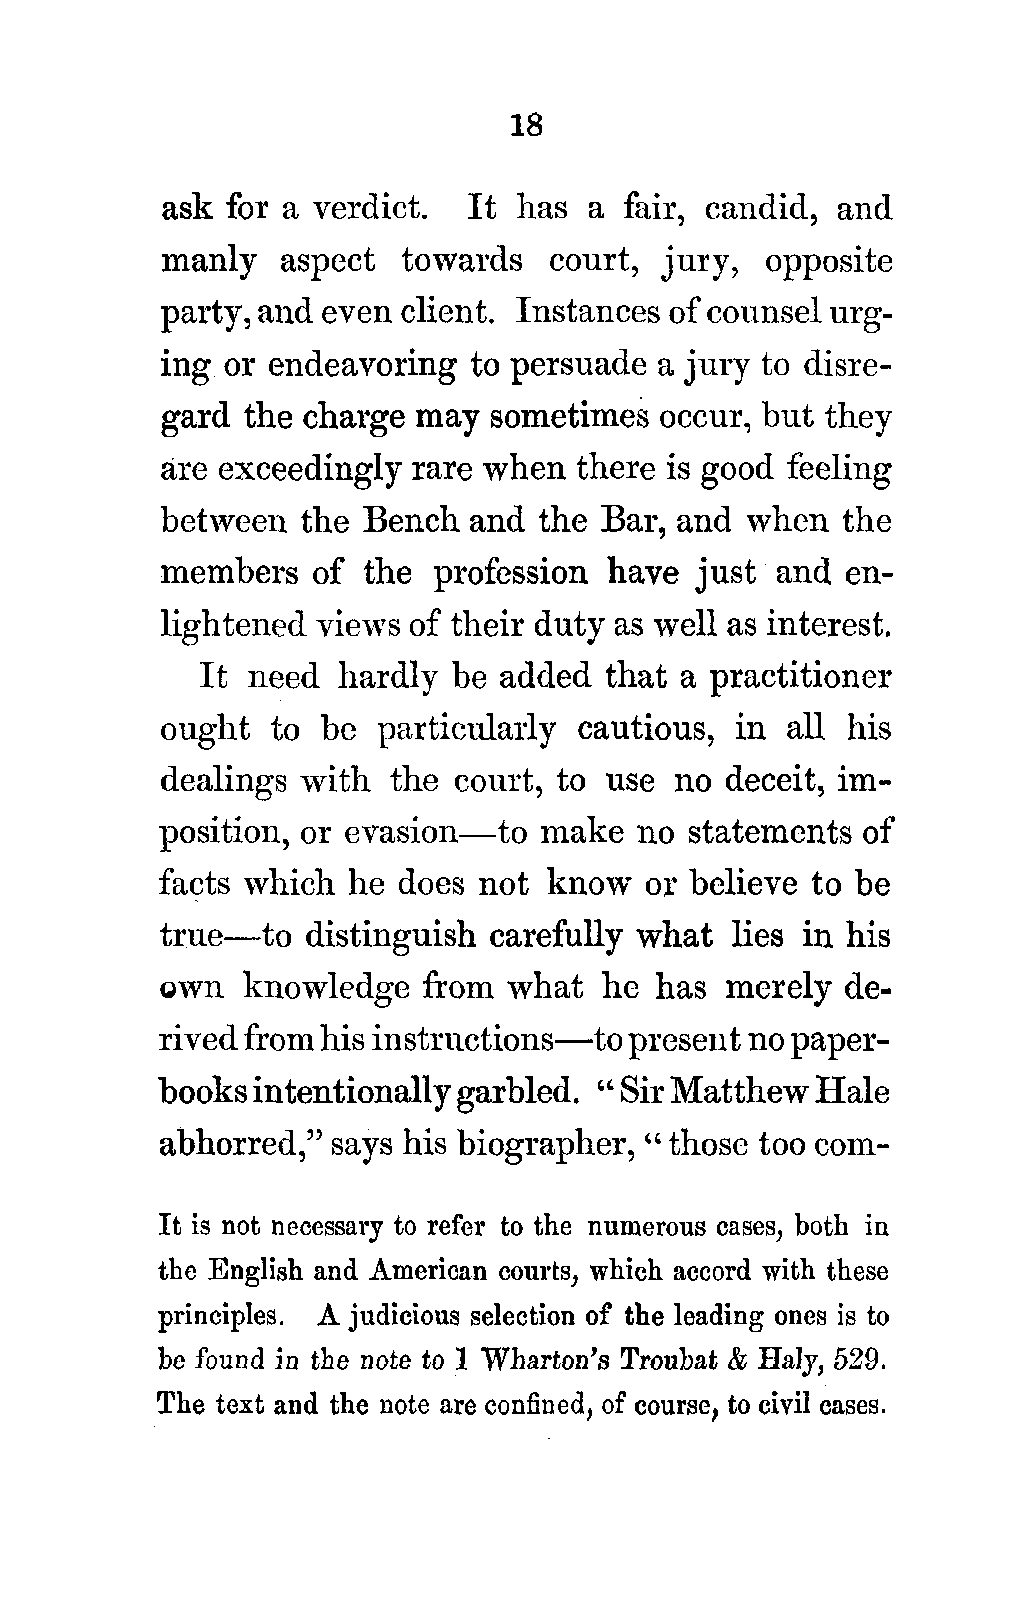 18
ask for a verdict. It has a fair, candid, and
manly aspect towards court, jury, opposite
party, and even client. Instances of counsel urg-
ing or endeavoring to persuade a jury to disre-
gard the charge may sometimes occur, but they
are exceedingly rare when there is good feeling
between the Bench and the Bar, and when the
members of the profession have just and en-
lightened views of their duty as well as interest.
It need hardly be added that a practitioner
ought to be particularly cautious, in all his
dealings with the court, to use no deceit, im-
position, or evasion—to make no statements of
facts which he does not know or believe to be
true—to distinguish carefully what lies in his
own knowledge from what he has merely de-
rived from his instructions—to present no paper-
books intentionally garbled. "Sir Matthew Hale
abhorred," says his biographer, "those too com-
It is not necessary to refer to the numerous cases, both in
the English and American courts, which accord with these
principles. A judicious selection of the leading ones is to
be found in the note to 1 Wharton's Troubat & Haly, 529.
The text and the note are confined, of course, to civil cases.